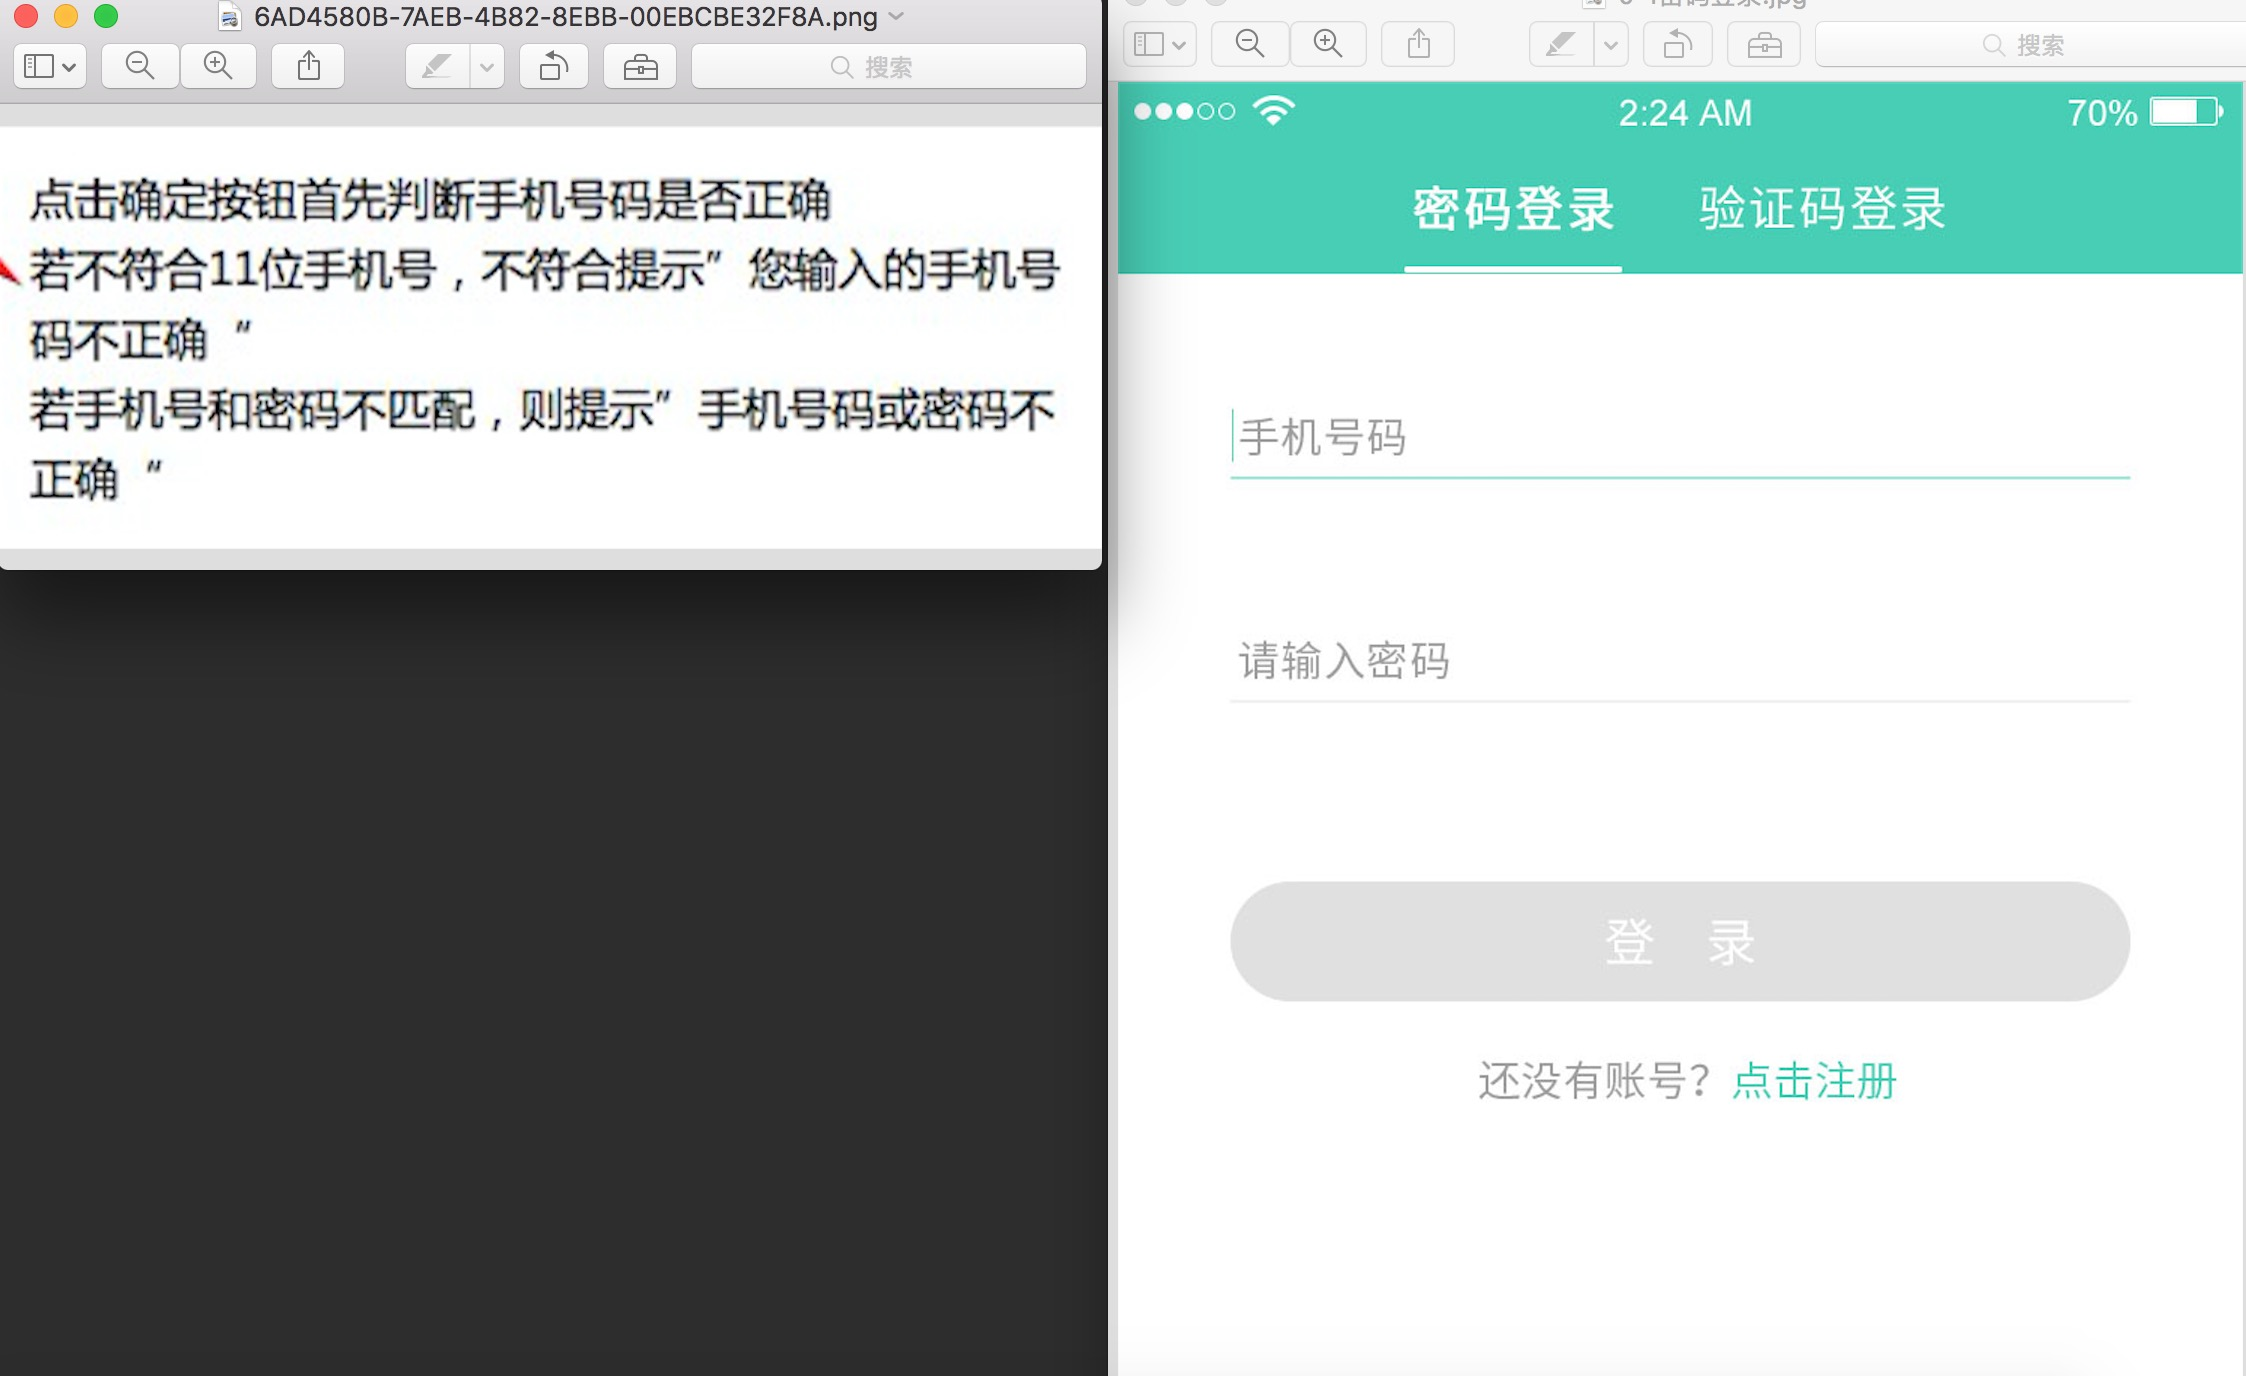 6AD4580B-7AEB-4B82-8EBB-00EBCBE32F8A.png
搜索
点击确定按钮首先判断手机号码是否正确
若不符合11位手机号，不符合提示”您输入的手机号
码不正确“
若手机号和密码不匹配，则提示”手机号码或密码不
正确“
搜索
2:24 AM
70%
密码登录 验证码登录
手机号码
请输入密码
登 录
还没有账号？点击注册